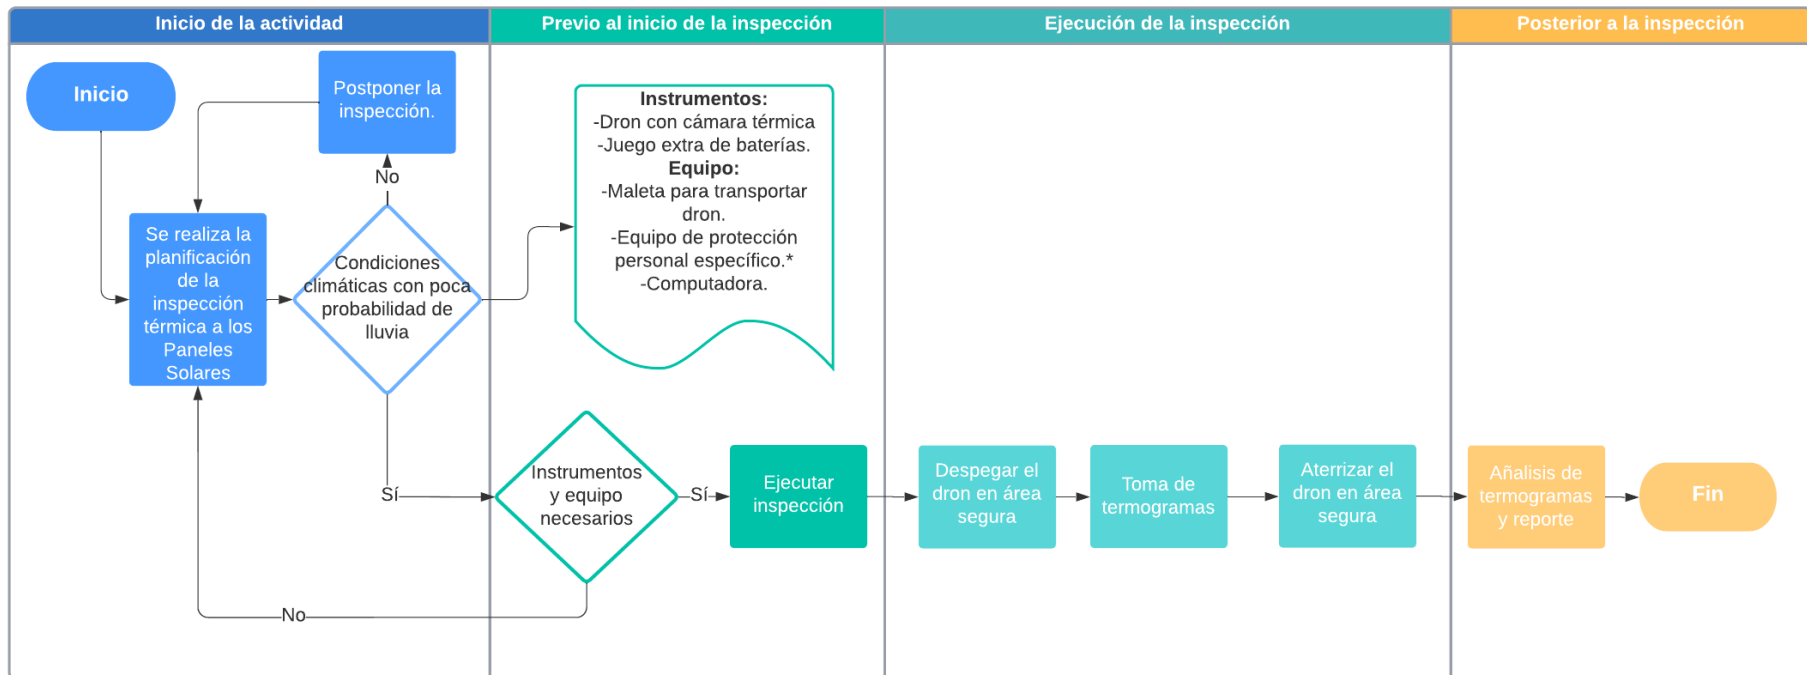 Inicio de la actividad
Previo al inicio de la inspección
Ejecución de la inspección
Posterior a la inspección
Inicio
Postponer la
inspección.
No
Se realiza la
planificación
de la
inspección
térmica a los
Paneles
Solares
Condiciones
climáticas con poca
probabilidad de
lluvia
Sí
No
Instrumentos:
-Dron con cámara térmica
-Juego extra de baterías.
Equipo:
-Maleta para transportar
dron.
-Equipo de protección
personal específico.*
-Computadora.
Instrumentos
y equipo
necesarios
Sí
Ejecutar
inspección
Despegar el
dron en área
segura
Toma de
termogramas
Aterrizar el
dron en área
segura
Añalisis de
termogramas
y reporte
Fin